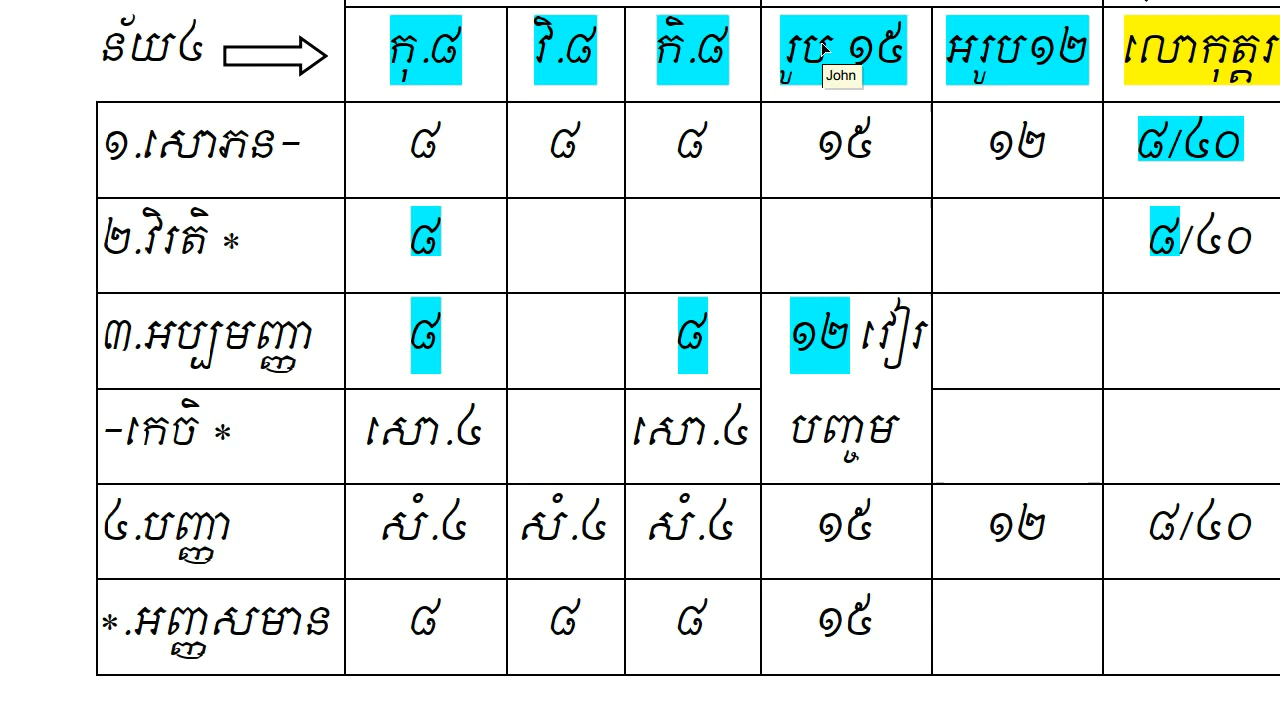 ន័យ៤ កុ.៨ វិ.៨ កិ.៨ រូប ១៥ អរូប១២ លោកុត្តរ
John
១.សោភន- ៨ ៨ ៨ ១៥ ១២ ៨/៤០
២.វិរតិ * ៨ ៨/៤០
៣.អប្បមញ្ញា ៨ ៨ ១២ វៀរ
-កេចិ * សោ.៤ សោ.៤ បញ្ចម
៤.បញ្ញា សំ.៤ សំ.៤ សំ.៤ ១៥ ១២ ៨/៤០
*.អញ្ញសមាន ៨ ៨ ៨ ១៥